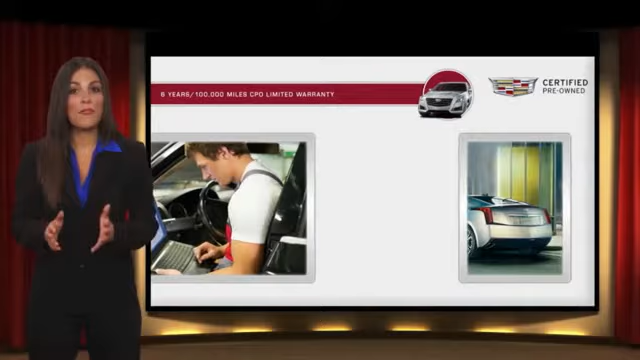 6 YEARS/100,000 MILES CPO LIMITED WARRANTY
CERTIFIED
PRE-OWNED